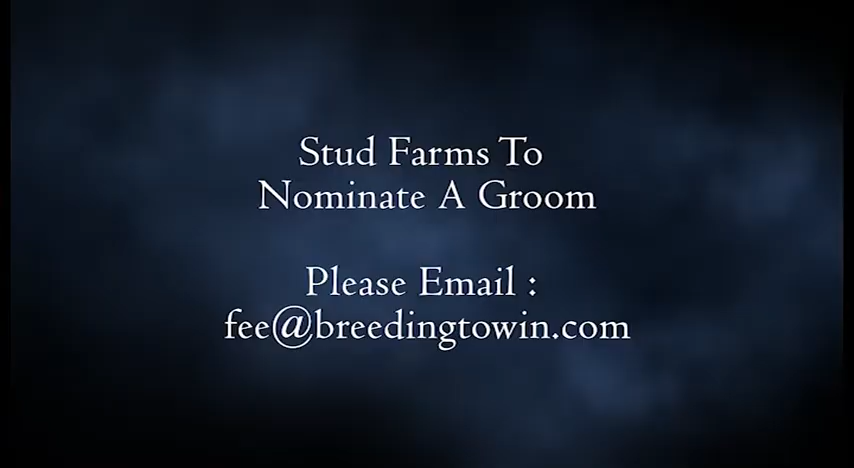 Stud Farms To
Nominate A Groom
Please Email :
fee@breedingtowin.com